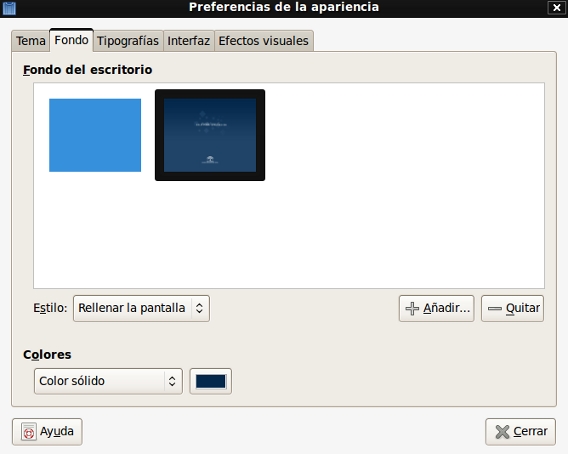 Preferencias de la apariencia
Tema Fondo Tipografías Interfaz Efectos visuales
Fondo del escritorio
Estilo: Rellenar la pantalla Añadir... Quitar
Colores
Color sólido
Ayuda Cerrar